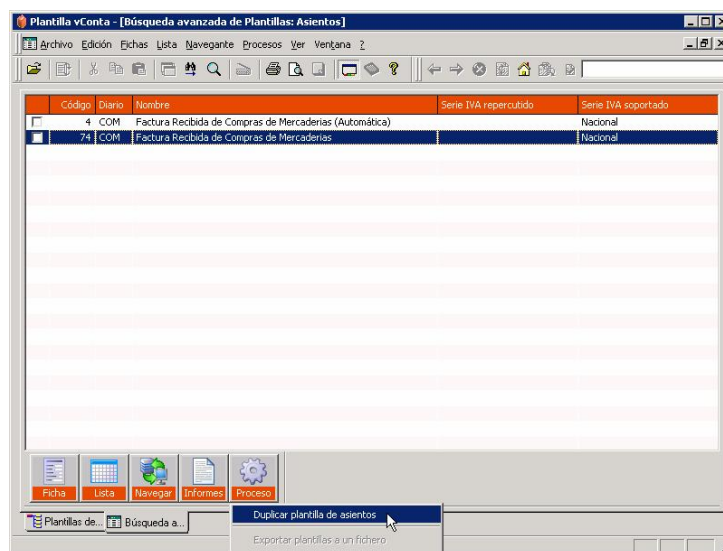 Plantilla vConta - [Búsqueda avanzada de Plantillas: Asientos]
Archivo Edición Fichas Lista Navegante Procesos Ver Ventana ?
Código Diario Nombre Serie IVA repercutido Serie IVA soportado
4 COM Factura Recibida de Compras de Mercaderias (Automática) Nacional
74 COM Factura Recibida de Compras de Mercaderias Nacional
Ficha Lista Navegar Informes Proceso
Duplicar plantilla de asientos
Plantillas de... Búsqueda a...
Exportar plantillas a un fichero